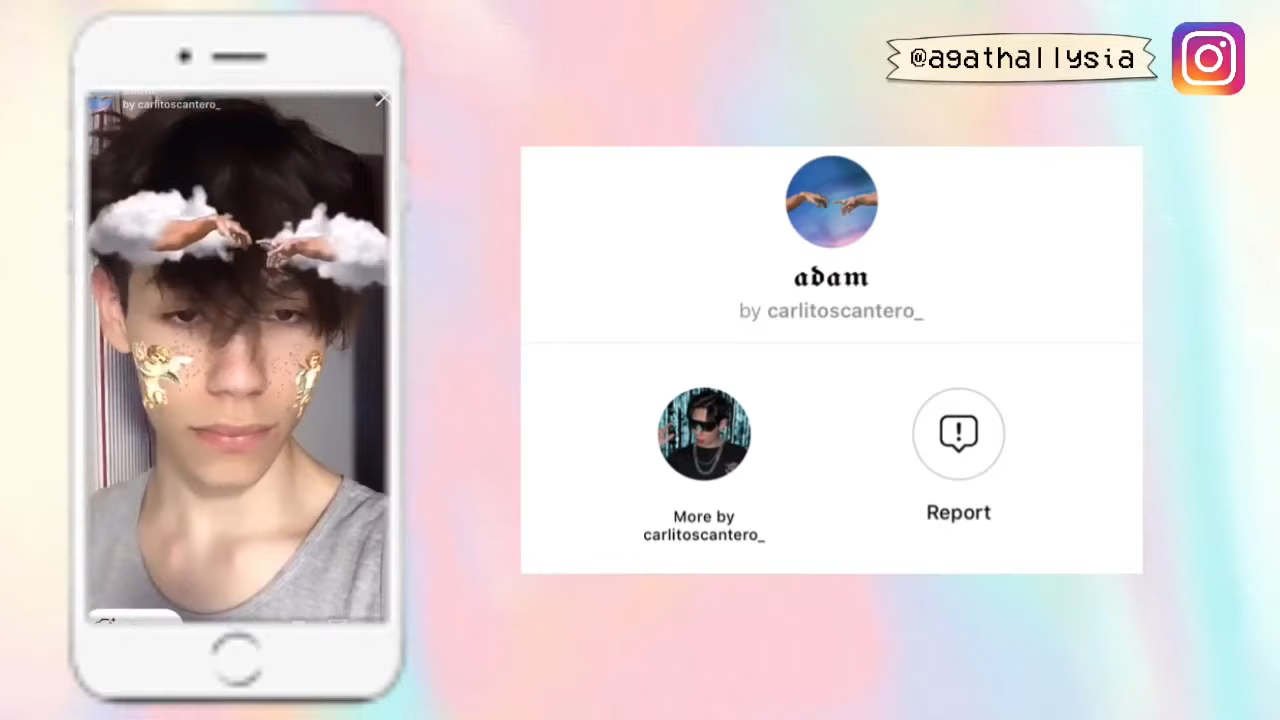 @agathallysia
by carlitoscantero_
adam
by carlitoscantero_
More by
carlitoscantero_
Report